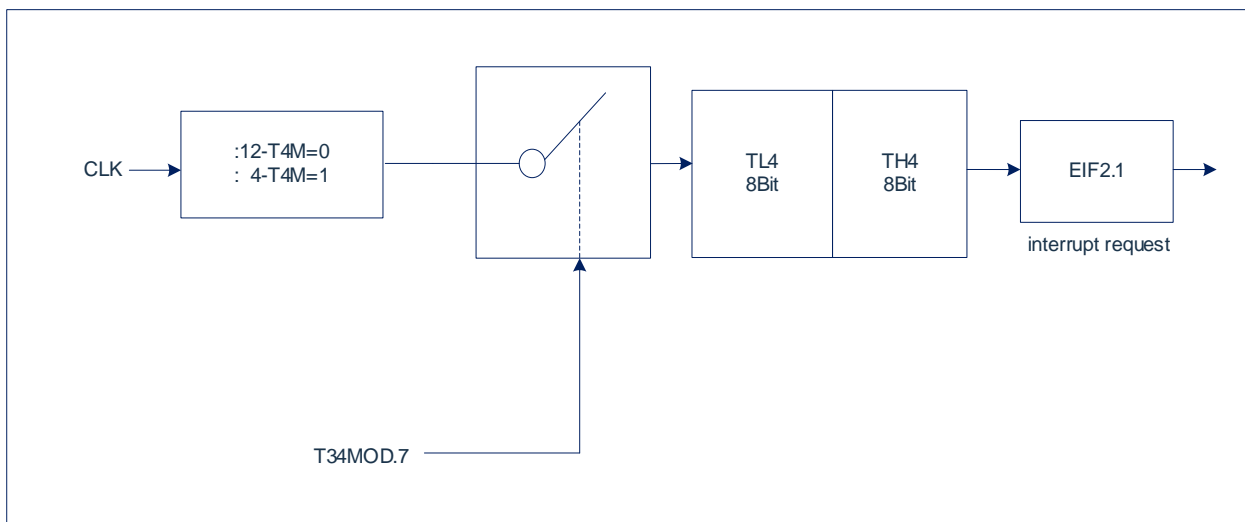 CLK
:12-T4M=0
: 4-T4M=1
TL4
8Bit
TH4
8Bit
EIF2.1
interrupt request
T34MOD.7